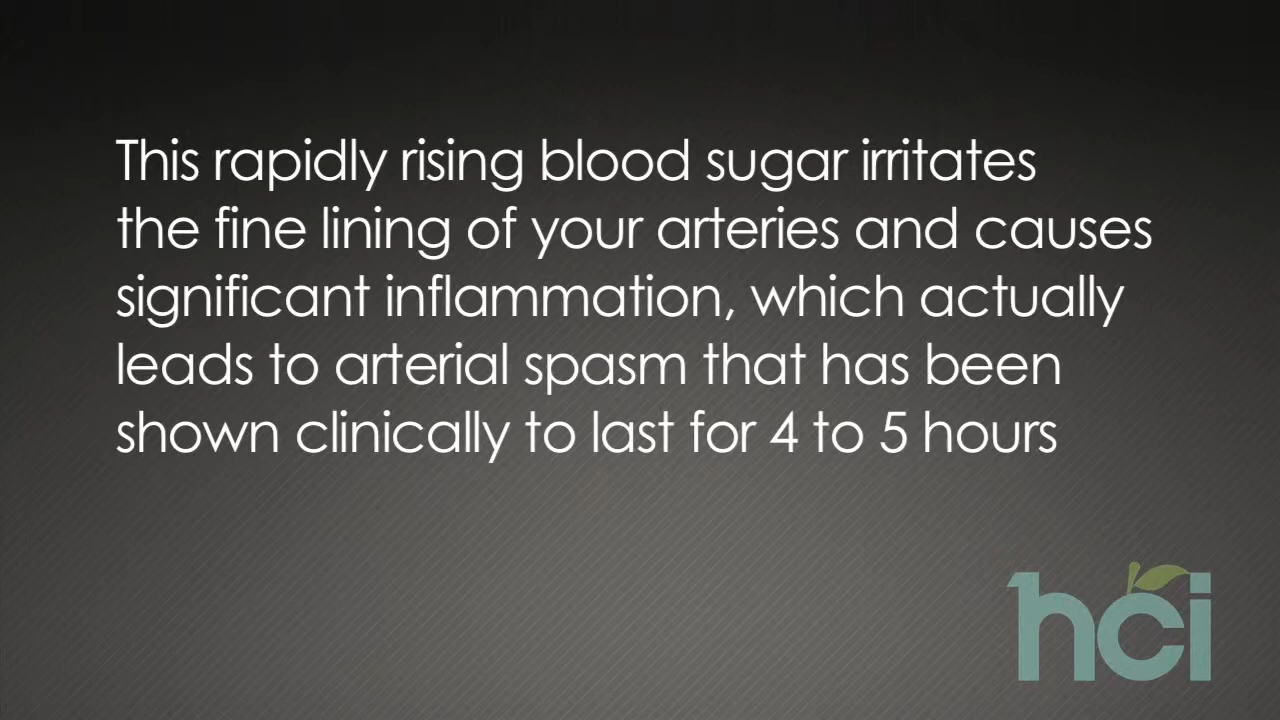 This rapidly rising blood sugar irritates
the fine lining of your arteries and causes
significant inflammation, which actually
leads to arterial spasm that has been
shown clinically to last for 4 to 5 hours
hci